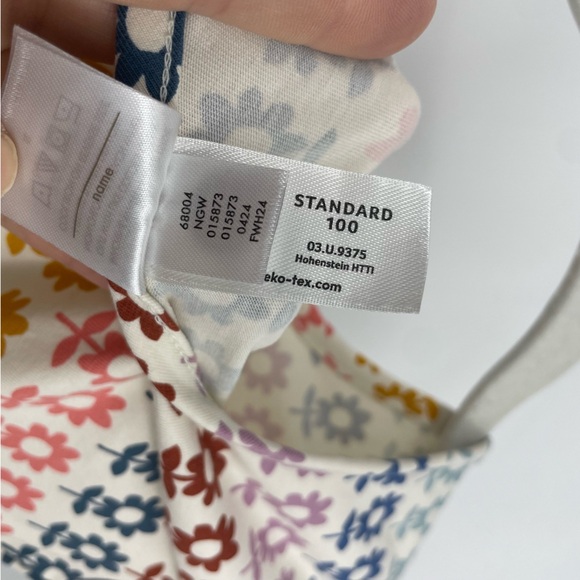 name
68004
NGW
015873
015873
0424
FWH24
STANDARD
100
03.U.9375
Hohenstein HTTI
eko-tex.com